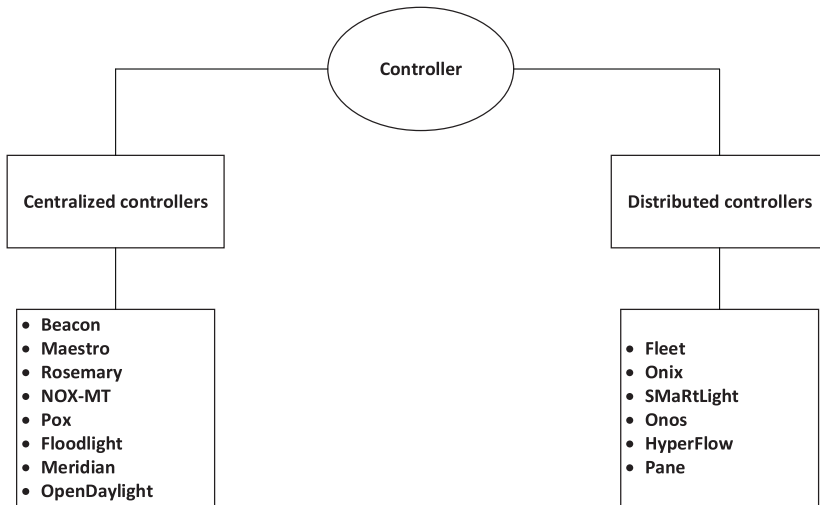 Controller
Centralized controllers
Distributed controllers
• Beacon
• Maestro
• Rosemary
• NOX-MT
• Pox
• Floodlight
• Meridian
• OpenDaylight
• Fleet
• Onix
• SMaRtLight
• Onos
• HyperFlow
• Pane